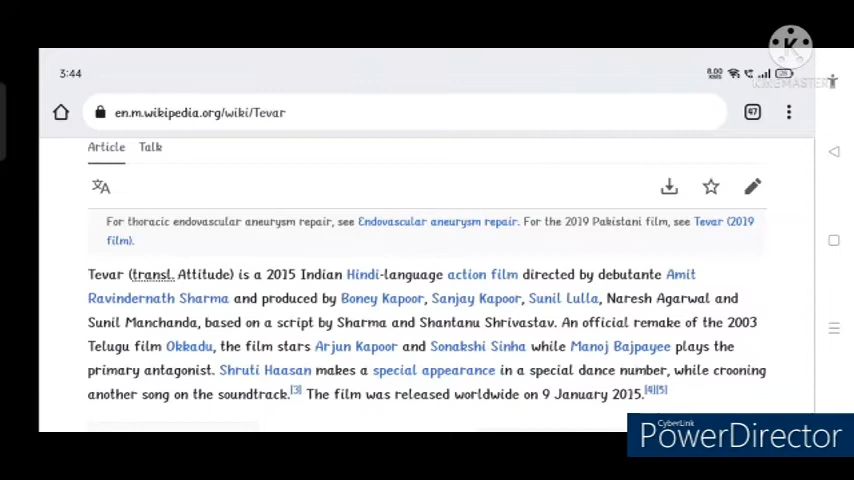 3:44
8.00 KB/S
28
KINEMASTER
en.m.wikipedia.org/wiki/Tevar
47
Article Talk
For thoracic endovascular aneurysm repair, see Endovascular aneurysm repair. For the 2019 Pakistani film, see Tevar (2019
film).
Tevar (transl. Attitude) is a 2015 Indian Hindi-language action film directed by debutante Amit
Ravindernath Sharma and produced by Boney Kapoor, Sanjay Kapoor, Sunil Lulla, Naresh Agarwal and
Sunil Manchanda, based on a script by Sharma and Shantanu Shrivastav. An official remake of the 2003
Telugu film Okkadu, the film stars Arjun Kapoor and Sonakshi Sinha while Manoj Bajpayee plays the
primary antagonist. Shruti Haasan makes a special appearance in a special dance number, while crooning
another song on the soundtrack.[3] The film was released worldwide on 9 January 2015.[4][5]
CyberLink
PowerDirector